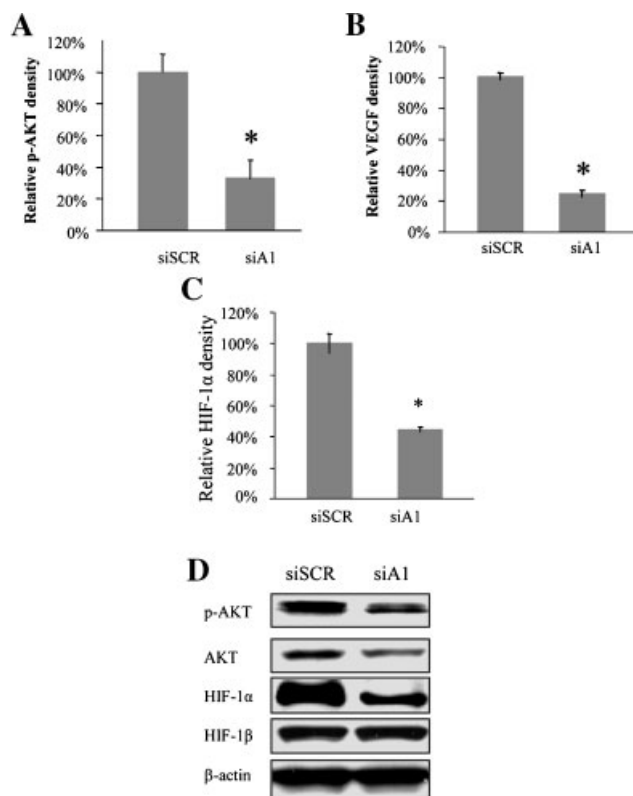 A
Relative p-AKT density
120%
100%
80%
60%
40%
20%
0%
*
siSCR siA1
B
Relative VEGF density
120%
100%
80%
60%
40%
20%
0%
*
siSCR siA1
C
Relative HIF-1α density
120%
100%
80%
60%
40%
20%
0%
*
siSCR siA1
D
siSCR siA1
p-AKT
AKT
HIF-1α
HIF-1β
β-actin